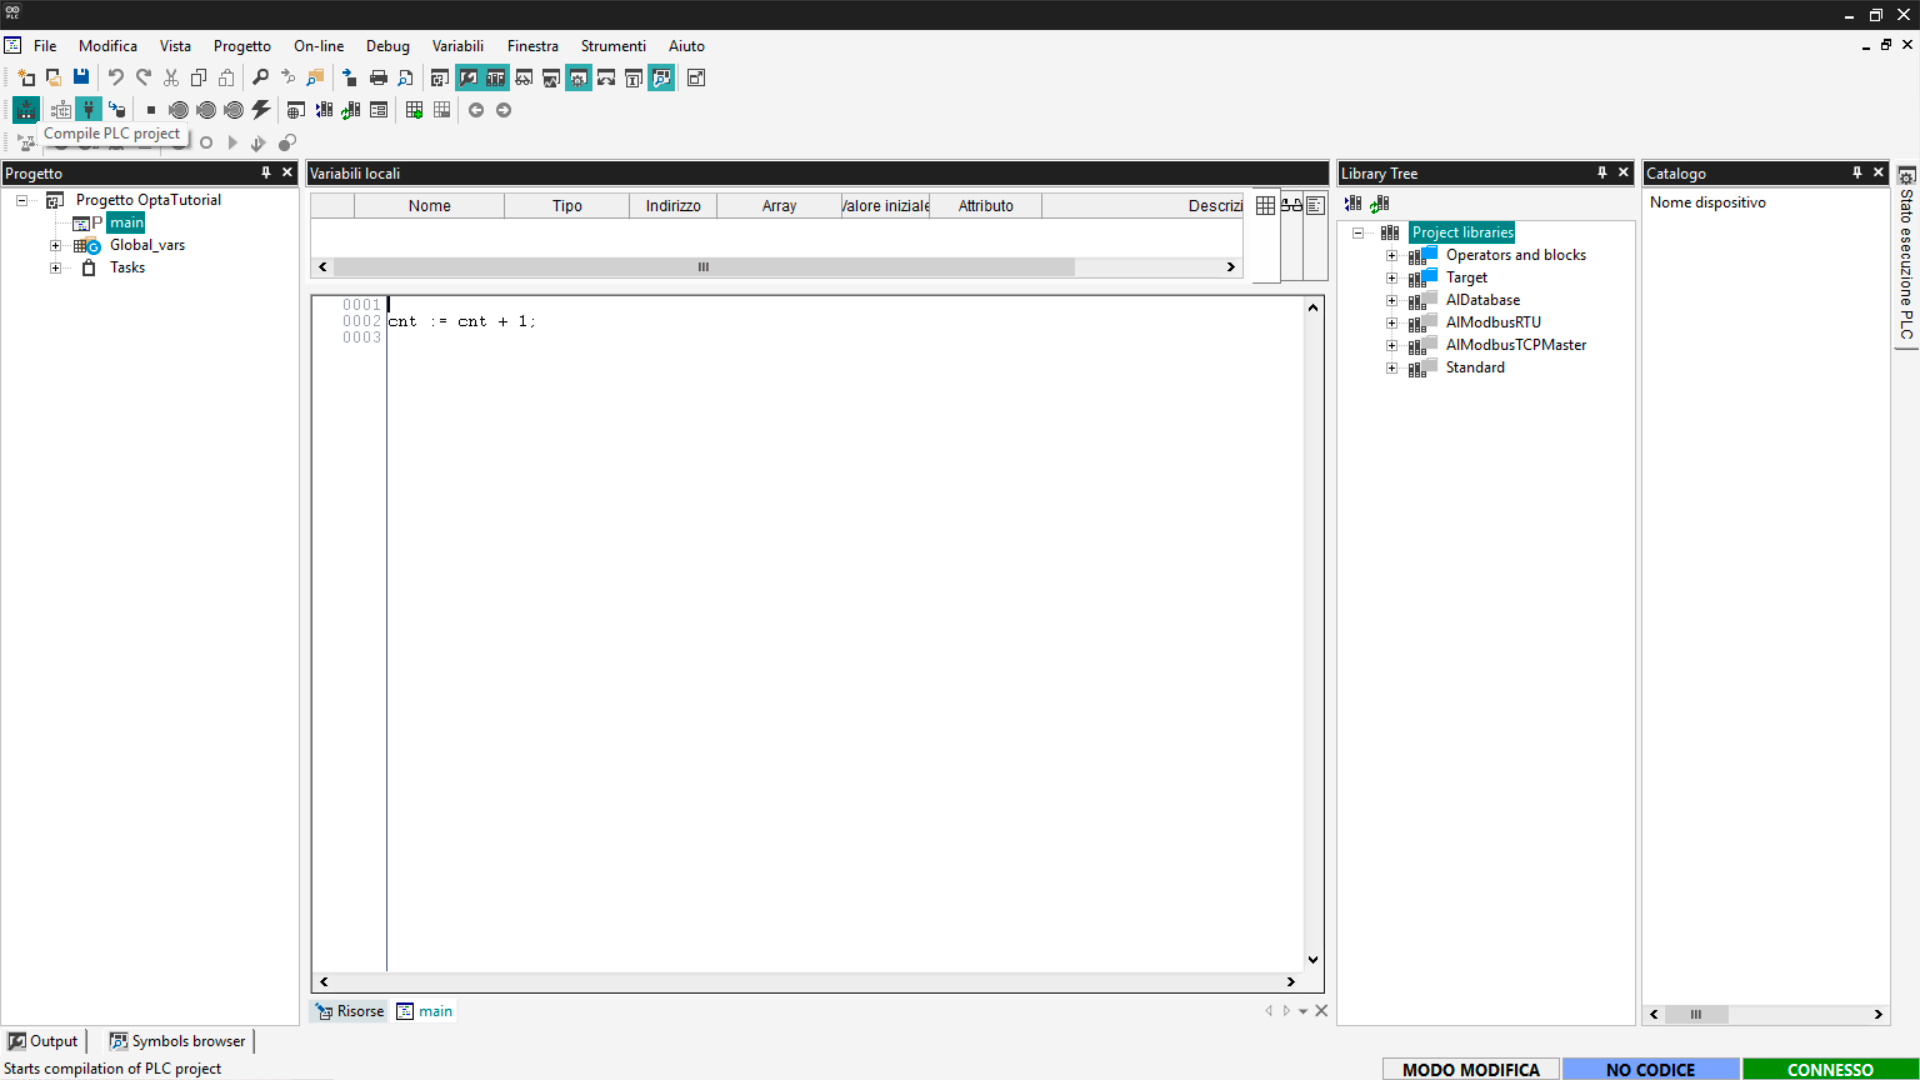 PLC
File Modifica Vista Progetto On-line Debug Variabili Finestra Strumenti Aiuto
Compile PLC project
Progetto
Progetto OptaTutorial
P main
Global_vars
Tasks
Variabili locali
Nome Tipo Indirizzo Array Valore iniziale Attributo Descrizi
0001
0002 cnt := cnt + 1;
0003
Risorse main
Library Tree
Project libraries
Operators and blocks
Target
AlDatabase
AlModbusRTU
AlModbusTCPMaster
Standard
Catalogo
Nome dispositivo
Stato esecuzione PLC
Output Symbols browser
Starts compilation of PLC project
MODO MODIFICA NO CODICE CONNESSO